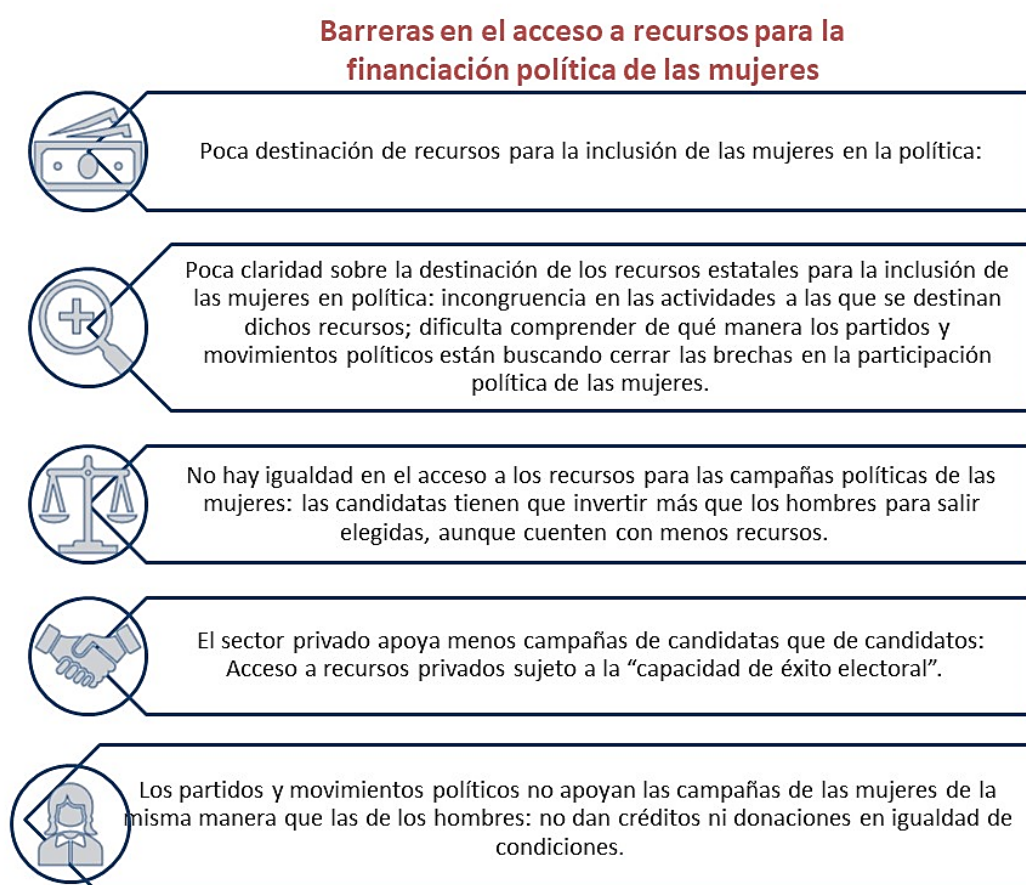 Barreras en el acceso a recursos para la
financiación política de las mujeres
Poca destinación de recursos para la inclusión de las mujeres en la política:
Poca claridad sobre la destinación de los recursos estatales para la inclusión de
las mujeres en política: incongruencia en las actividades a las que se destinan
dichos recursos; dificulta comprender de qué manera los partidos y
movimientos políticos están buscando cerrar las brechas en la participación
política de las mujeres.
No hay igualdad en el acceso a los recursos para las campañas políticas de las
mujeres: las candidatas tienen que invertir más que los hombres para salir
elegidas, aunque cuenten con menos recursos.
El sector privado apoya menos campañas de candidatas que de candidatos:
Acceso a recursos privados sujeto a la “capacidad de éxito electoral”.
Los partidos y movimientos políticos no apoyan las campañas de las mujeres de la
misma manera que las de los hombres: no dan créditos ni donaciones en igualdad de
condiciones.